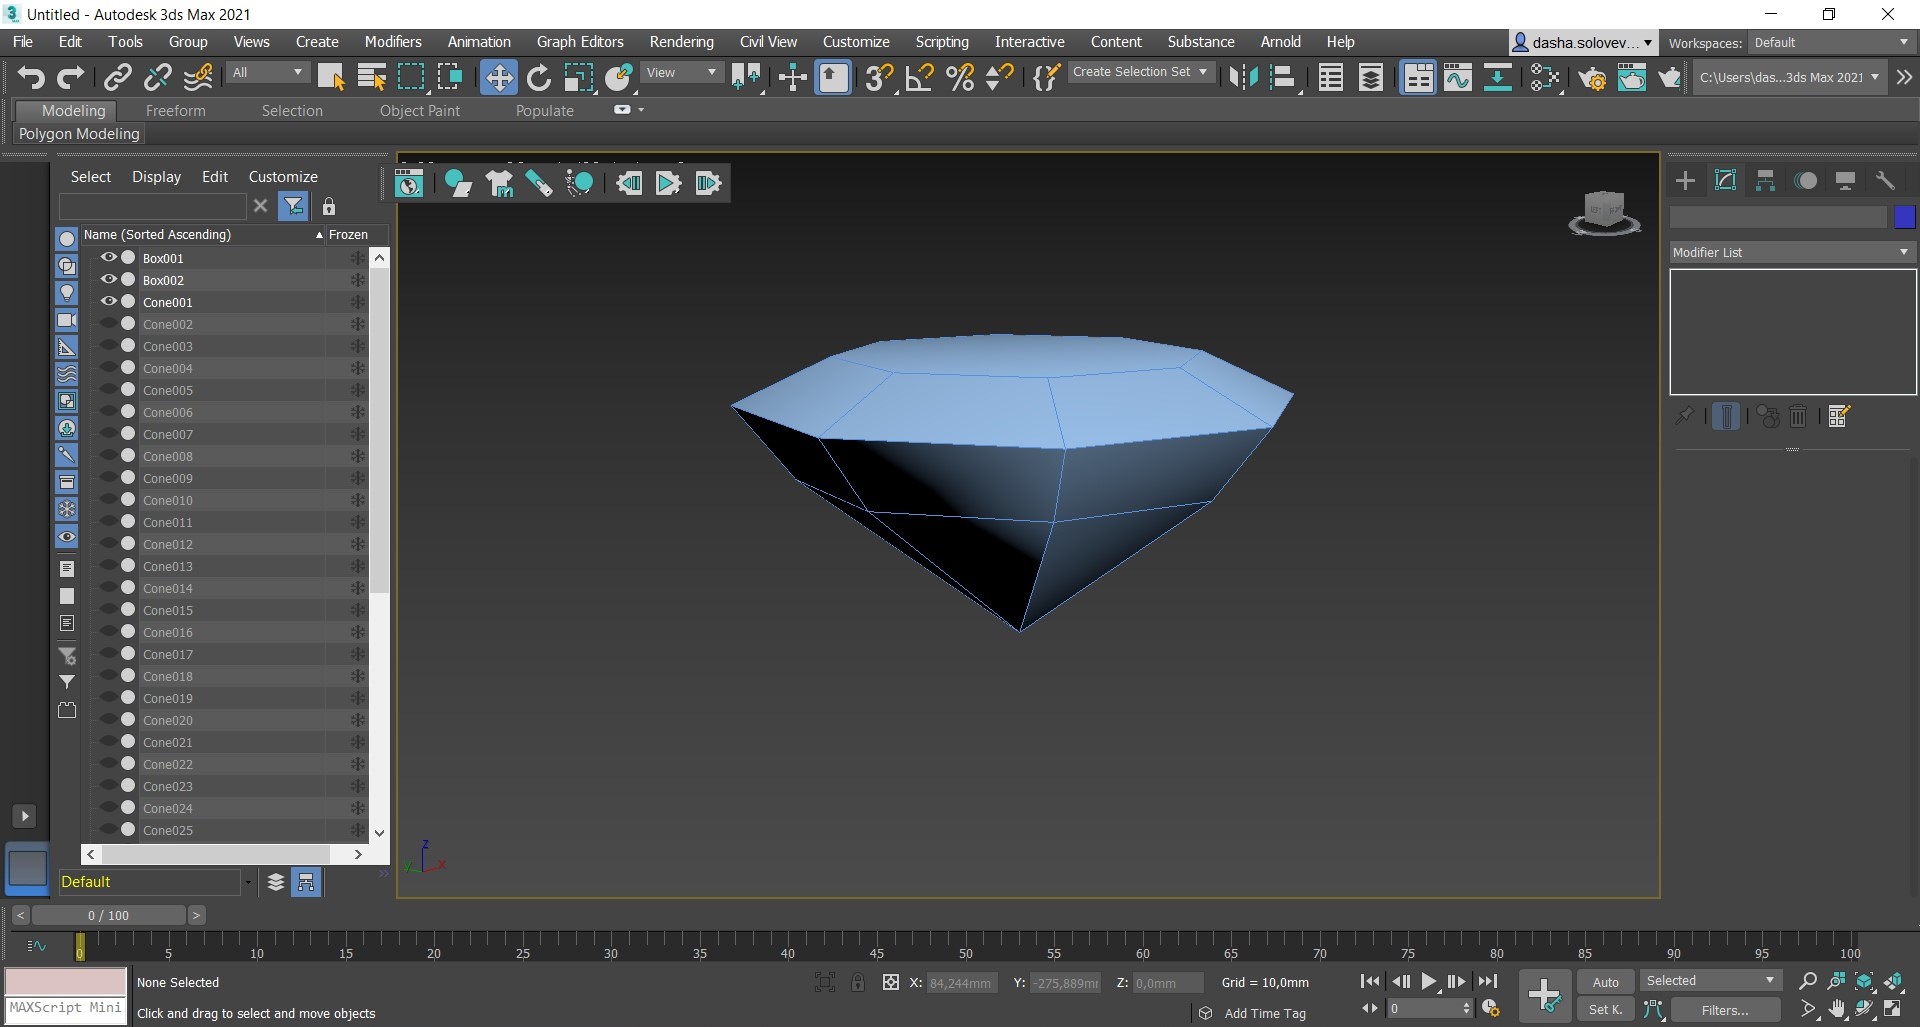 Untitled - Autodesk 3ds Max 2021
File Edit Tools Group Views Create Modifiers Animation Graph Editors Rendering Civil View Customize Scripting Interactive Content Substance Arnold Help
dasha.solovev... Workspaces: Default
All View Create Selection Set C:\Users\das...3ds Max 2021
Modeling Freeform Selection Object Paint Populate
Polygon Modeling
Select Display Edit Customize
Name (Sorted Ascending) Frozen
Modifier List
Box001
Box002
Cone001
Cone002
Cone003
Cone004
Cone005
Cone006
Cone007
Cone008
Cone009
Cone010
Cone011
Cone012
Cone013
Cone014
Cone015
Cone016
Cone017
Cone018
Cone019
Cone020
Cone021
Cone022
Cone023
Cone024
Cone025
z
y x
Default
0 / 100
0 5 10 15 20 25 30 35 40 45 50 55 60 65 70 75 80 85 90 95 100
None Selected X: 84,244mm Y: -275,889mr Z: 0,0mm Grid = 10,0mm Auto Selected
MAXScript Mini
Click and drag to select and move objects Add Time Tag 0 Set K. Filters...